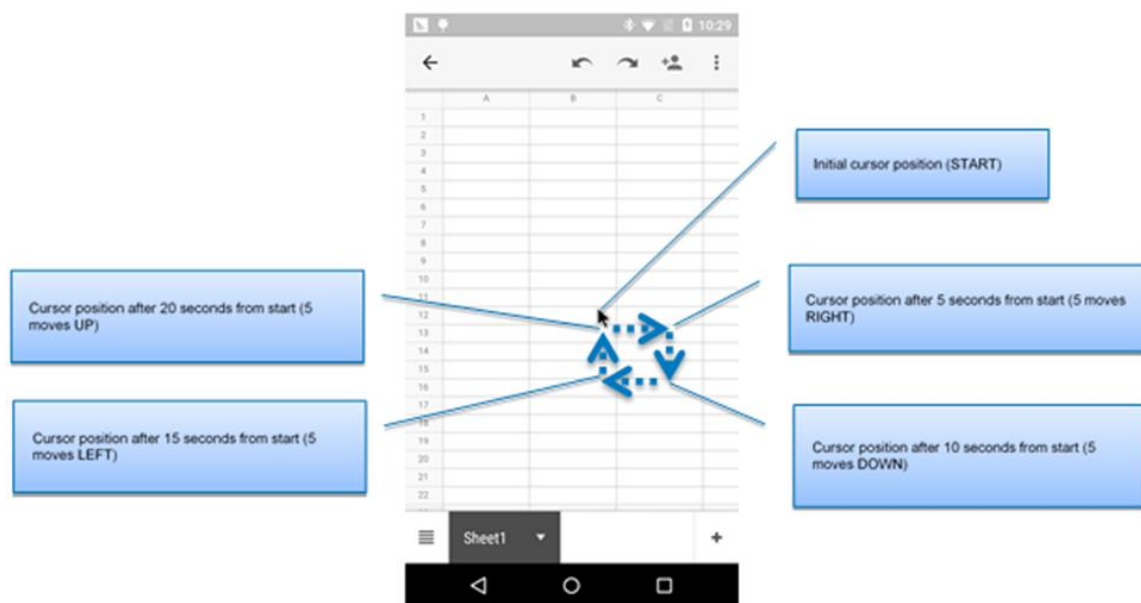 10:29
A B C
1
2
3
4
5
6
7
8
9
10
11
12
13
14
15
16
17
18
19
20
21
22
Sheet1
Initial cursor position (START)
Cursor position after 20 seconds from start (5
moves UP)
Cursor position after 5 seconds from start (5 moves
RIGHT)
Cursor position after 15 seconds from start (5
moves LEFT)
Cursor position after 10 seconds from start (5
moves DOWN)